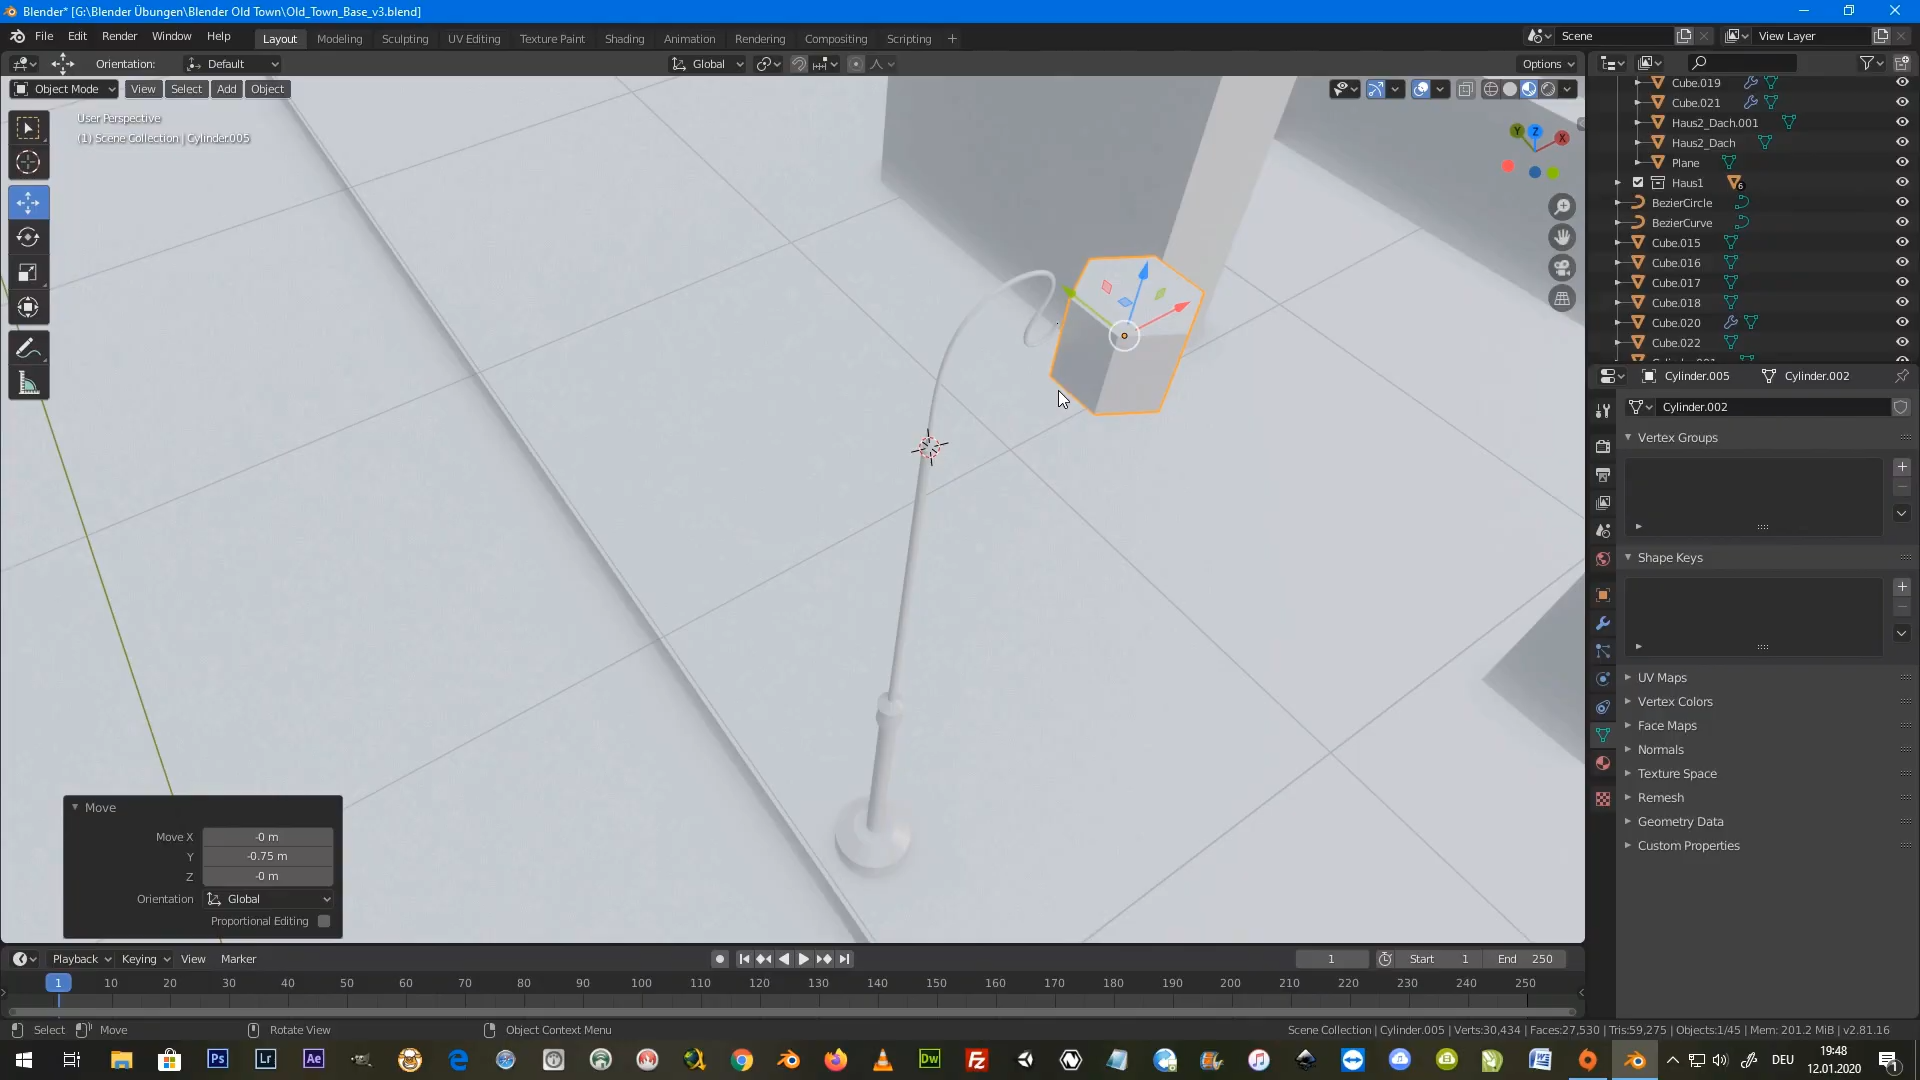 Blender* [G:\Blender Übungen\Blender Old Town\Old_Town_Base_v3.blend]
File Edit Render Window Help Layout Modeling Sculpting UV Editing Texture Paint Shading Animation Rendering Compositing Scripting + Scene View Layer
Orientation: Default Global Options
Object Mode View Select Add Object
User Perspective
(1) Scene Collection | Cylinder.005
Y Z X
Cube.019
Cube.021
Haus2_Dach.001
Haus2_Dach
Plane
Haus1 6
BezierCircle
BezierCurve
Cube.015
Cube.016
Cube.017
Cube.018
Cube.020
Cube.022
Cylinder.005 Cylinder.002
Cylinder.002
Vertex Groups
Shape Keys
UV Maps
Vertex Colors
Face Maps
Normals
Texture Space
Remesh
Geometry Data
Custom Properties
Move
Move X -0 m
Y -0.75 m
Z -0 m
Orientation Global
Proportional Editing
Playback Keying View Marker 1 Start 1 End 250
1 10 20 30 40 50 60 70 80 90 100 110 120 130 140 150 160 170 180 190 200 210 220 230 240 250
Select Move Rotate View Object Context Menu Scene Collection | Cylinder.005 | Verts:30,434 | Faces:27,530 | Tris:59,275 | Objects:1/45 | Mem: 201.2 MiB | v2.81.16
Ps Lr Ae Dw DEU 19:48
12.01.2020 1